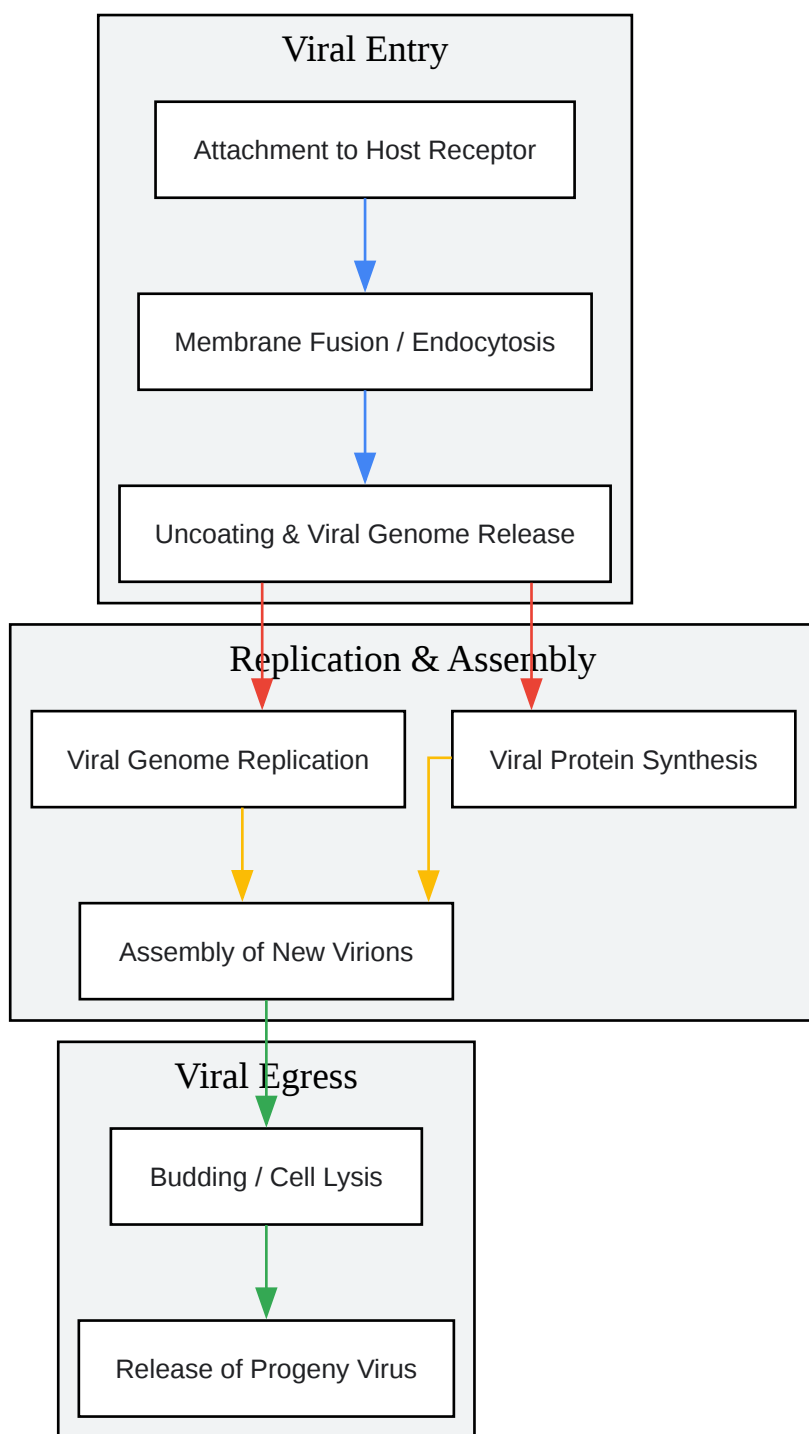 Viral Entry
Attachment to Host Receptor
Membrane Fusion / Endocytosis
Uncoating & Viral Genome Release
Replication & Assembly
Viral Genome Replication
Viral Protein Synthesis
Assembly of New Virions
Viral Egress
Budding / Cell Lysis
Release of Progeny Virus